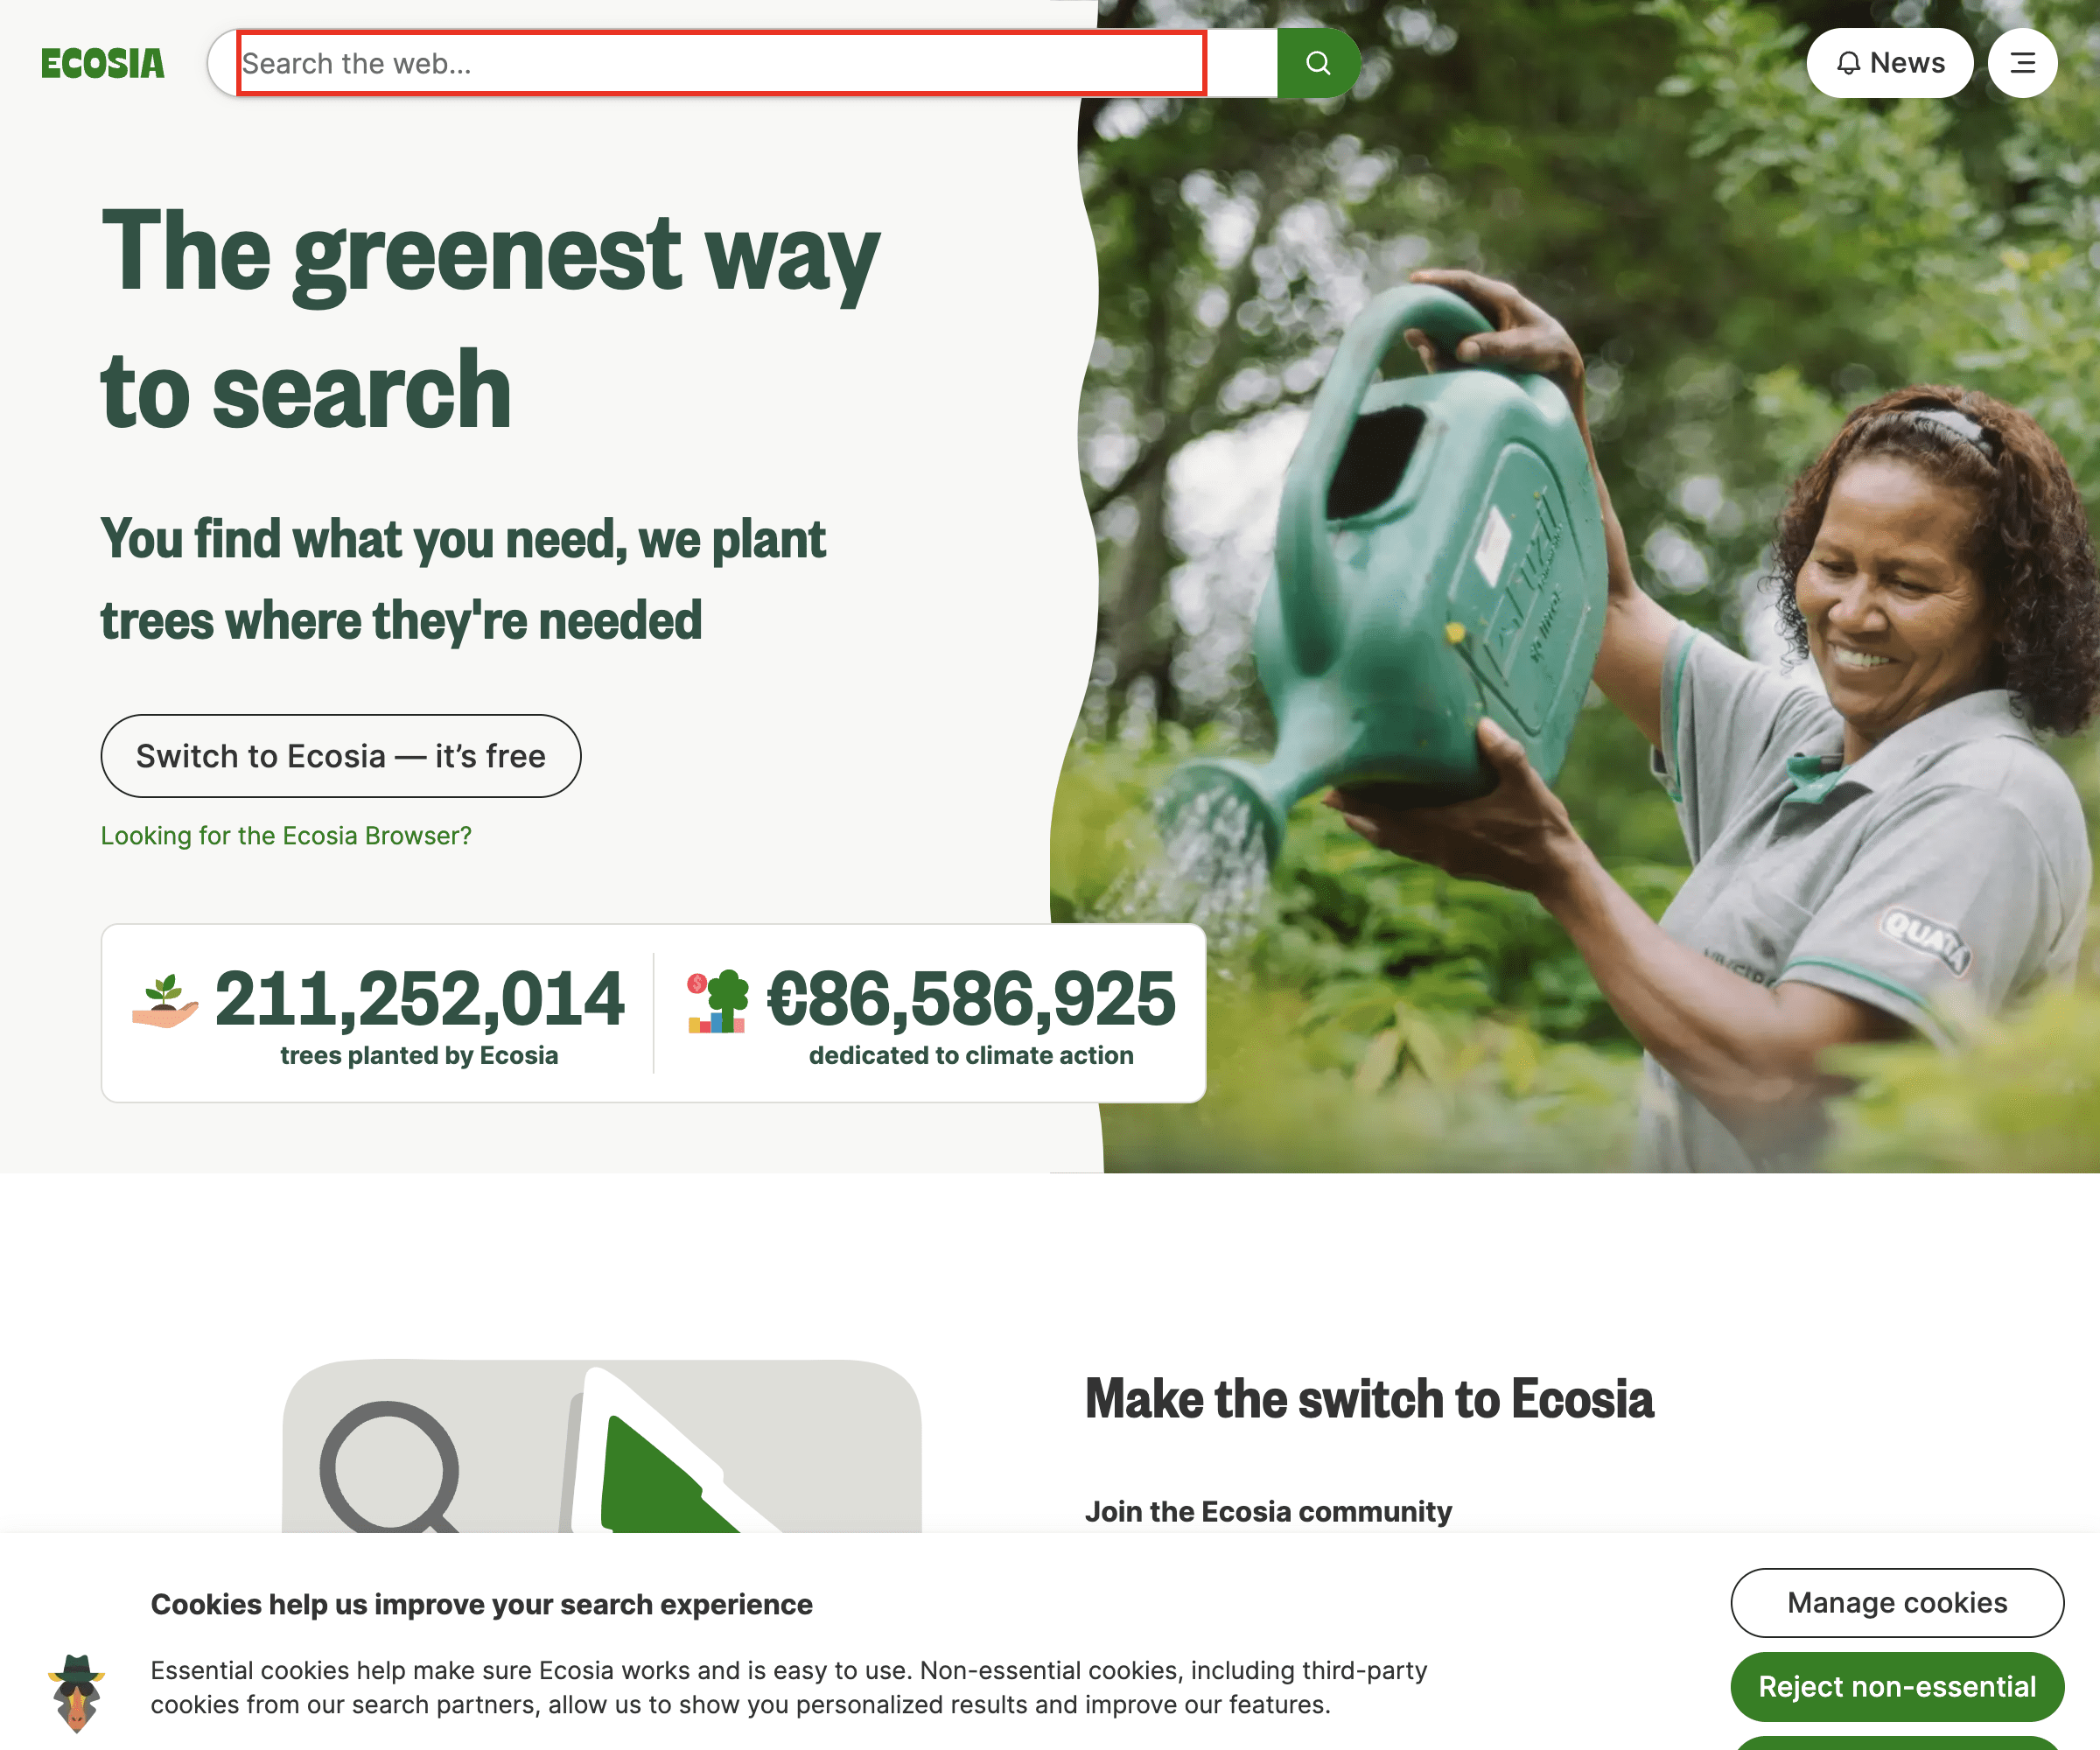 ECOSIA
Search the web...
News
The greenest way
to search
You find what you need, we plant
trees where they're needed
Switch to Ecosia — it’s free
Looking for the Ecosia Browser?
211,252,014
trees planted by Ecosia
€86,586,925
dedicated to climate action
QUATÁ
Make the switch to Ecosia
Join the Ecosia community
Cookies help us improve your search experience
Essential cookies help make sure Ecosia works and is easy to use. Non-essential cookies, including third-party
cookies from our search partners, allow us to show you personalized results and improve our features.
Manage cookies
Reject non-essential